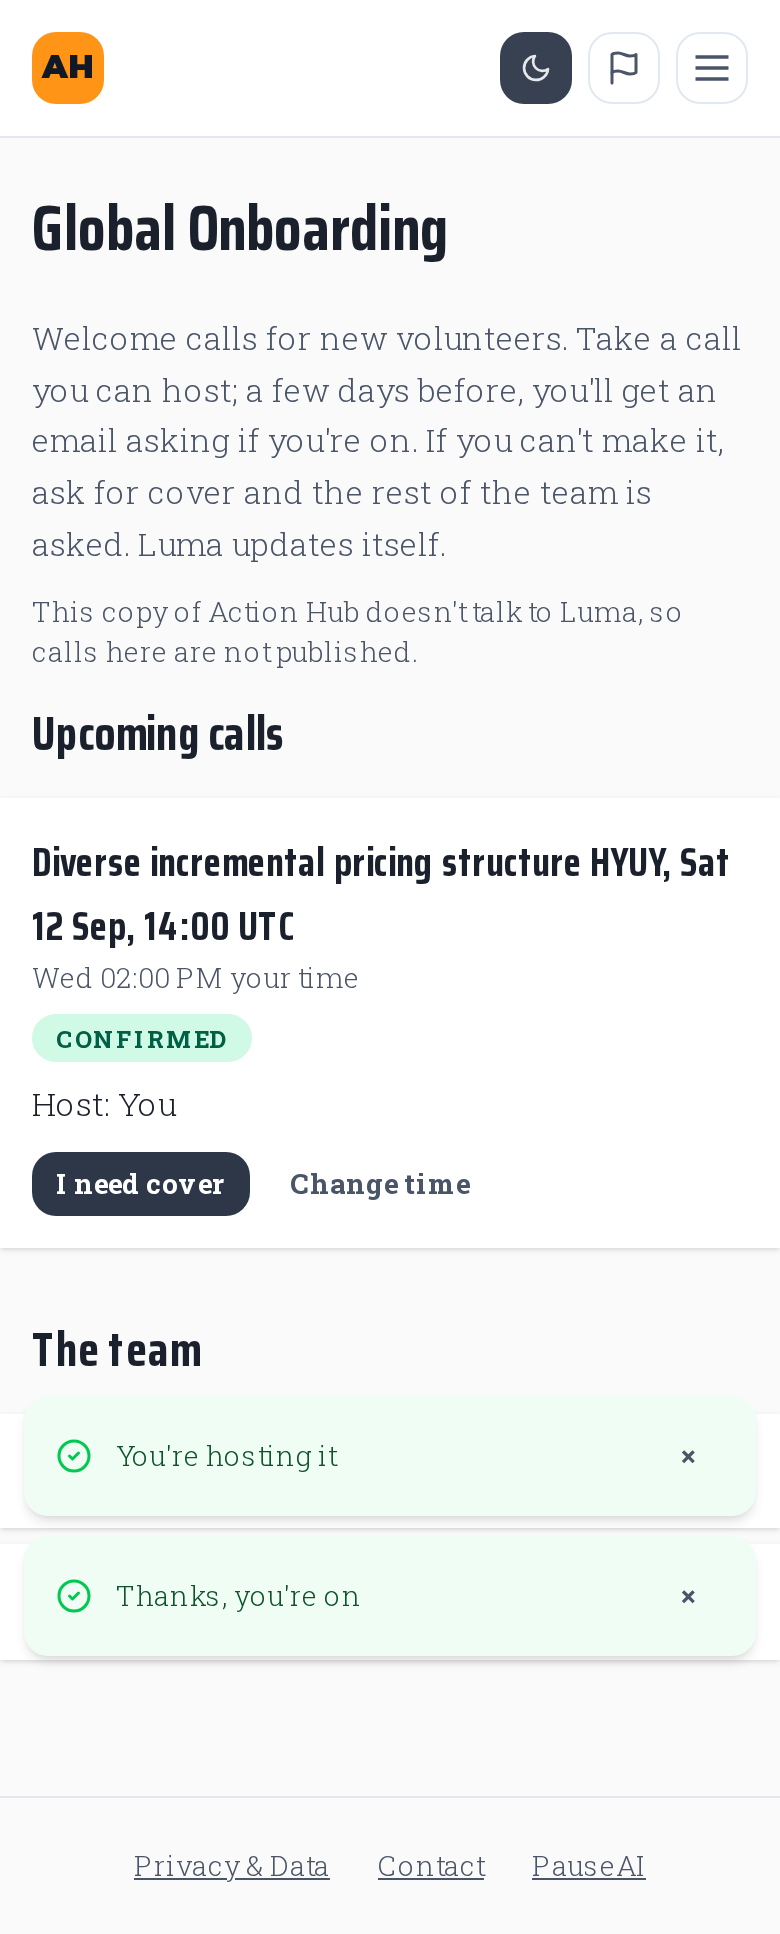 AH
Global Onboarding
Welcome calls for new volunteers. Take a call
you can host; a few days before, you'll get an
email asking if you're on. If you can't make it,
ask for cover and the rest of the team is
asked. Luma updates itself.
This copy of Action Hub doesn't talk to Luma, so
calls here are not published.
Upcoming calls
Diverse incremental pricing structure HYUY, Sat
12 Sep, 14:00 UTC
Wed 02:00 PM your time
CONFIRMED
Host: You
I need cover Change time
The team
You're hosting it ×
Thanks, you're on ×
Privacy & Data Contact PauseAI